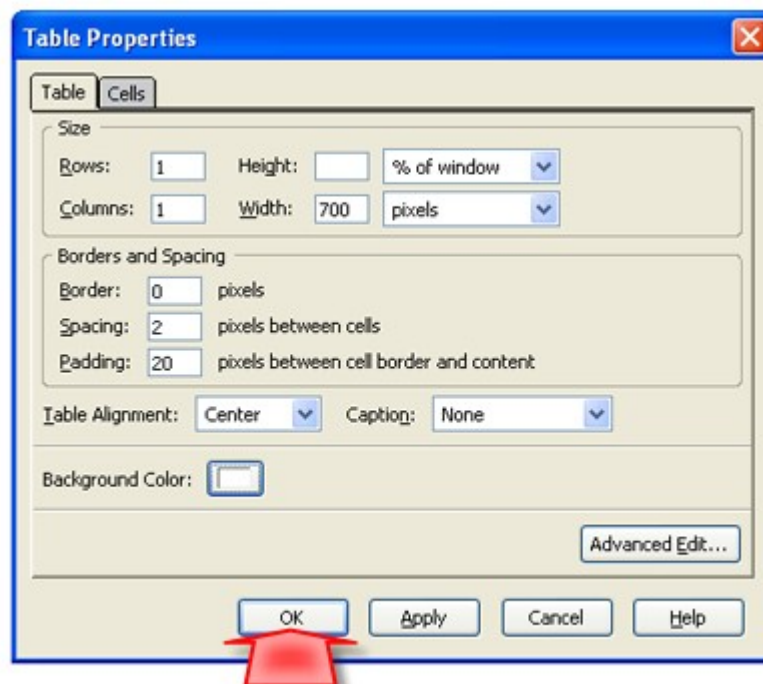 Table Properties
Table Cells
Size
Rows: 1 Height: % of window
Columns: 1 Width: 700 pixels
Borders and Spacing
Border: 0 pixels
Spacing: 2 pixels between cells
Padding: 20 pixels between cell border and content
Table Alignment: Center Caption: None
Background Color:
Advanced Edit...
OK Apply Cancel Help